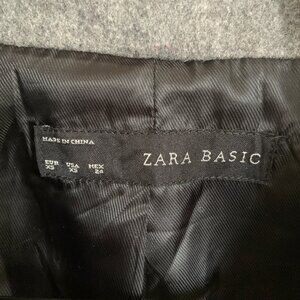 MADE IN CHINA
EUR USA MEX
XS XS 24
ZARA BASIC